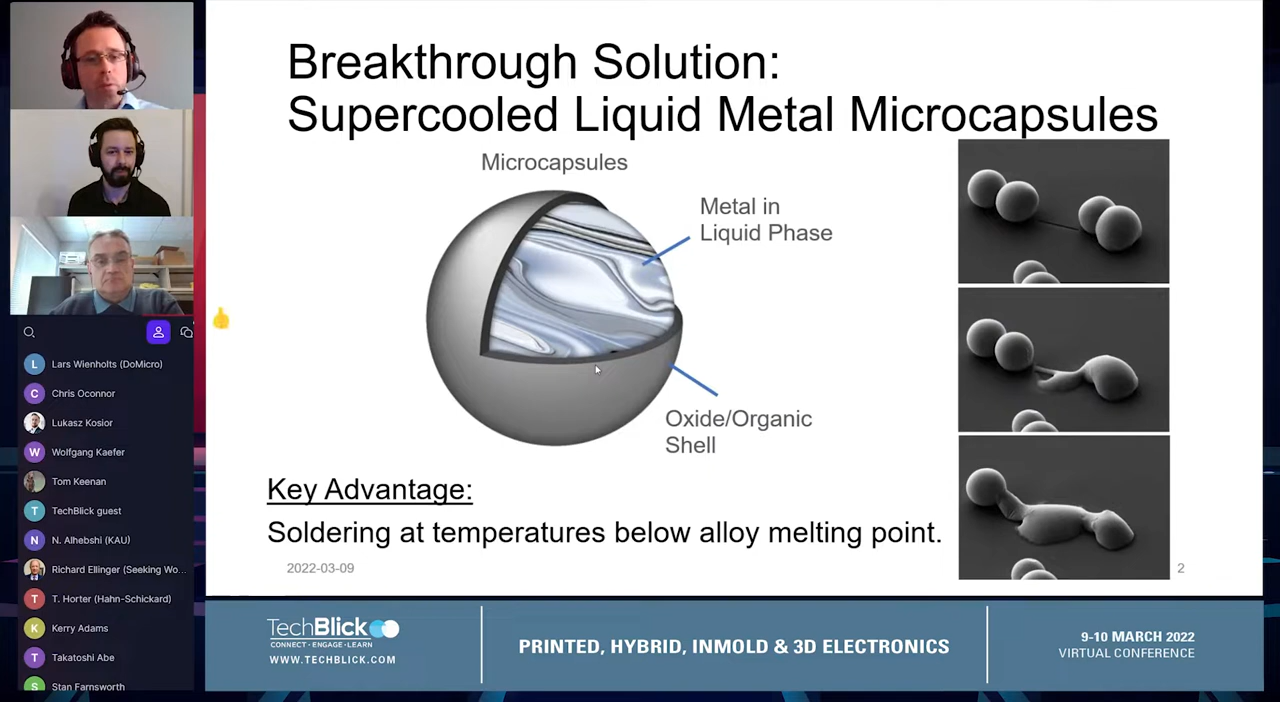 Breakthrough Solution:
Supercooled Liquid Metal Microcapsules
Microcapsules
Metal in
Liquid Phase
Oxide/Organic
Shell
Key Advantage:
Soldering at temperatures below alloy melting point.
2022-03-09
2
L Lars Wienholts (DoMicro)
C Chris Oconnor
Lukasz Kosior
W Wolfgang Kaefer
Tom Keenan
T TechBlick guest
N N. Alhebshi (KAU)
Richard Ellinger (Seeking Wo...
T T. Horter (Hahn-Schickard)
K Kerry Adams
T Takatoshi Abe
S Stan Farnsworth
TechBlick
CONNECT • ENGAGE • LEARN
WWW.TECHBLICK.COM
PRINTED, HYBRID, INMOLD & 3D ELECTRONICS
9-10 MARCH 2022
VIRTUAL CONFERENCE